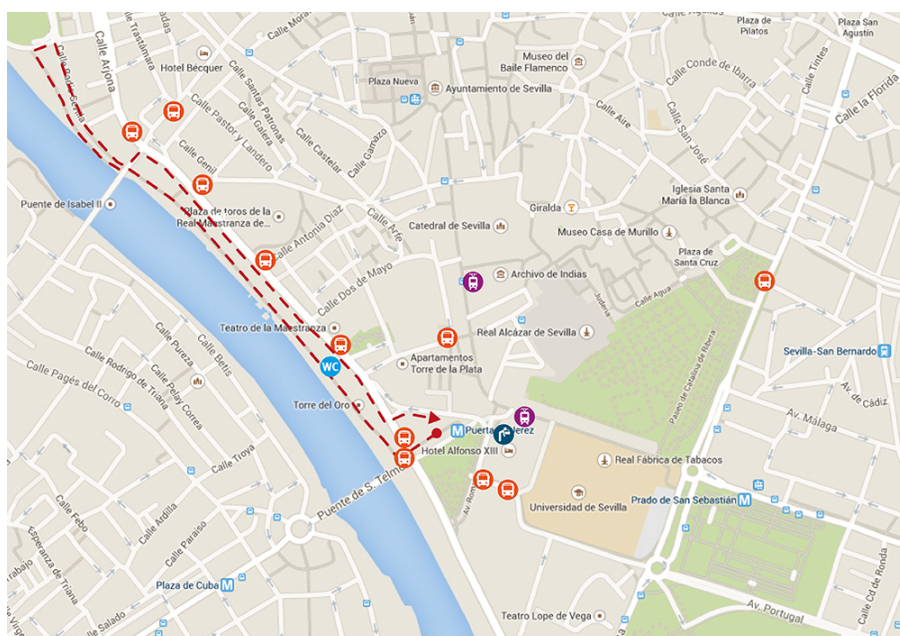 Calle Arjona
Calle Trastámara
Hotel Bécquer
Calle Santas Patronas
Calle Galera
Calle Pastor y Landero
Calle Castelar
Calle Gamazo
Calle Genil
Plaza Nueva
Ayuntamiento de Sevilla
Museo del
Baile Flamenco
Plaza de
Pilatos
Plaza San
Agustín
Calle Tintes
Calle Conde de Ibarra
Calle la Florida
Calle Aire
Calle San José
Iglesia Santa
María la Blanca
Puente de Isabel II
Plaza de toros de la
Real Maestranza de...
Calle Antonia Díaz
Calle Arfe
Catedral de Sevilla
Giralda
Museo Casa de Murillo
Plaza de
Santa Cruz
Calle Dos de Mayo
Archivo de Indias
Judería
Calle Agua
Teatro de la Maestranza
Real Alcázar de Sevilla
Paseo de Catalina de Ribera
Sevilla-San Bernardo
WC
Apartamentos
Torre de la Plata
Calle Betis
Calle Pureza
Calle Rodrigo de Triana
Calle Pagés del Corro
Calle Pelay Correa
Torre del Oro
Hotel Alfonso XIII
Av. Málaga
Av. de Cádiz
Real Fábrica de Tabacos
Universidad de Sevilla
Prado de San Sebastián
M
Calle Troya
Calle Febo
Calle Ardilla
Calle Paraíso
Esperanza de Triana
Plaza de Cuba
M
Calle Salado
Teatro Lope de Vega
Av. Portugal
Calle Cd de Ronda